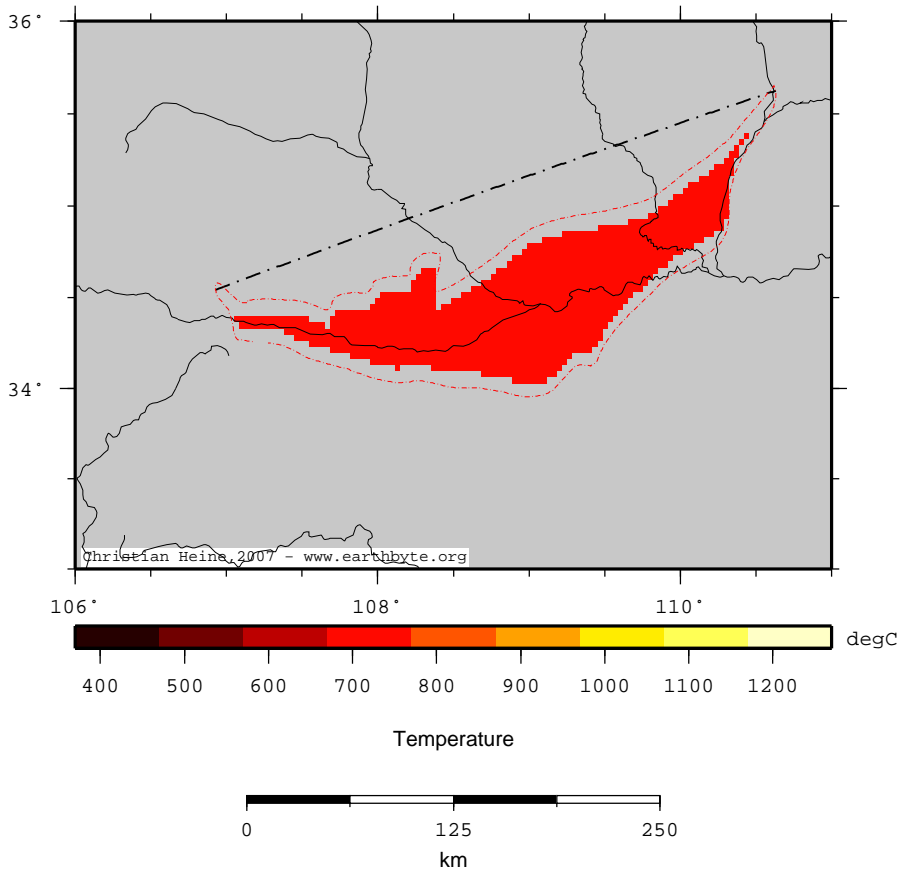 36°
34°
Christian Heine, 2007 - www.earthbyte.org
106° 108° 110°
degC
400 500 600 700 800 900 1000 1100 1200
Temperature
0 125 250
km